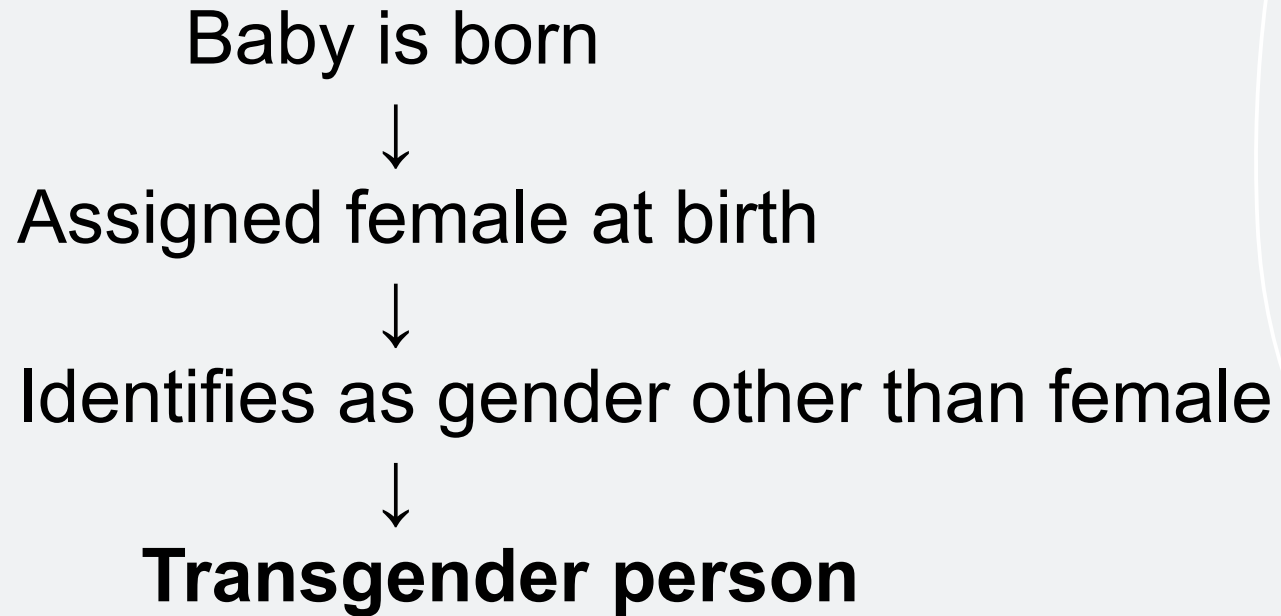 Baby is born
↓
Assigned female at birth
↓
Identifies as gender other than female
↓
Transgender person